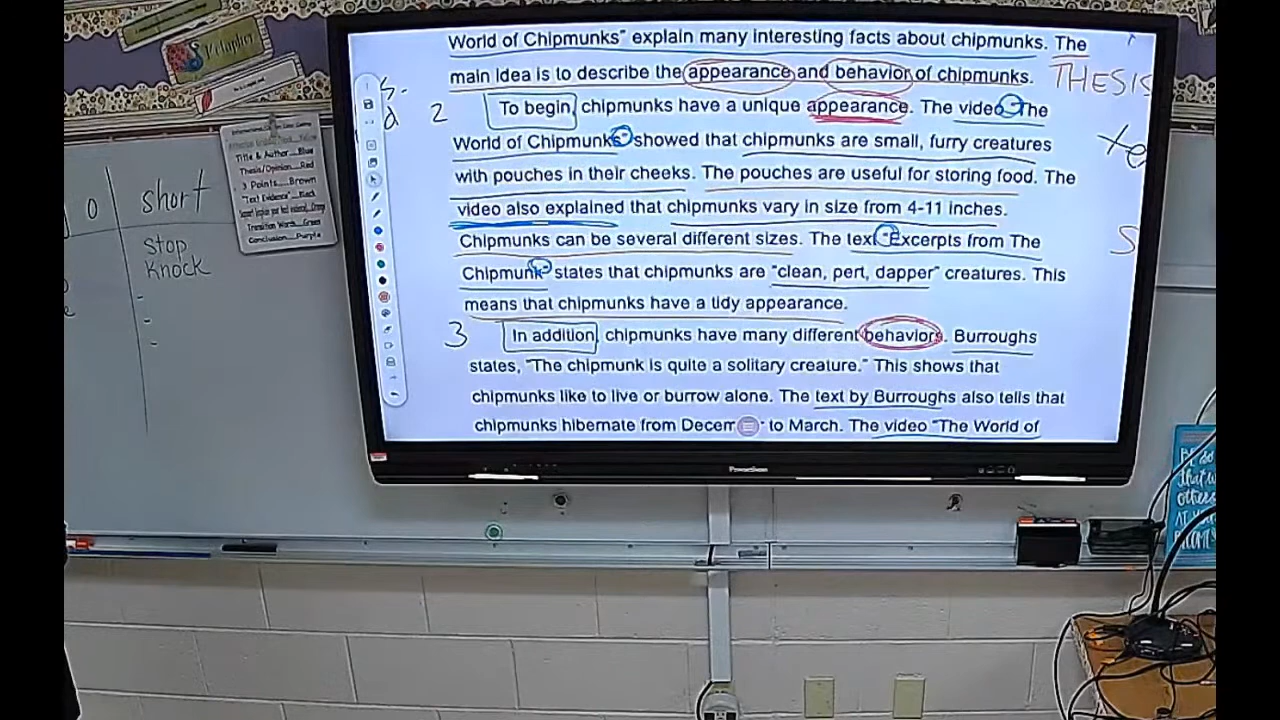 World of Chipmunks" explain many interesting facts about chipmunks. The
main idea is to describe the appearance and behavior of chipmunks. THESIS
2 To begin, chipmunks have a unique appearance. The video "The
World of Chipmunks" showed that chipmunks are small, furry creatures
with pouches in their cheeks. The pouches are useful for storing food. The
video also explained that chipmunks vary in size from 4-11 inches.
Chipmunks can be several different sizes. The text "Excerpts from The
Chipmunk" states that chipmunks are "clean, pert, dapper" creatures. This
means that chipmunks have a tidy appearance.
3 In addition, chipmunks have many different behaviors. Burroughs
states, "The chipmunk is quite a solitary creature." This shows that
chipmunks like to live or burrow alone. The text by Burroughs also tells that
chipmunks hibernate from Decem to March. The video "The World of
Metaphor
Title & Author....Blue
Thesis/Opinion...Red
3 Points....Brown
"Text Evidence"...Black
Transition Words...Green
Conclusion....Purple
O short
stop
knock